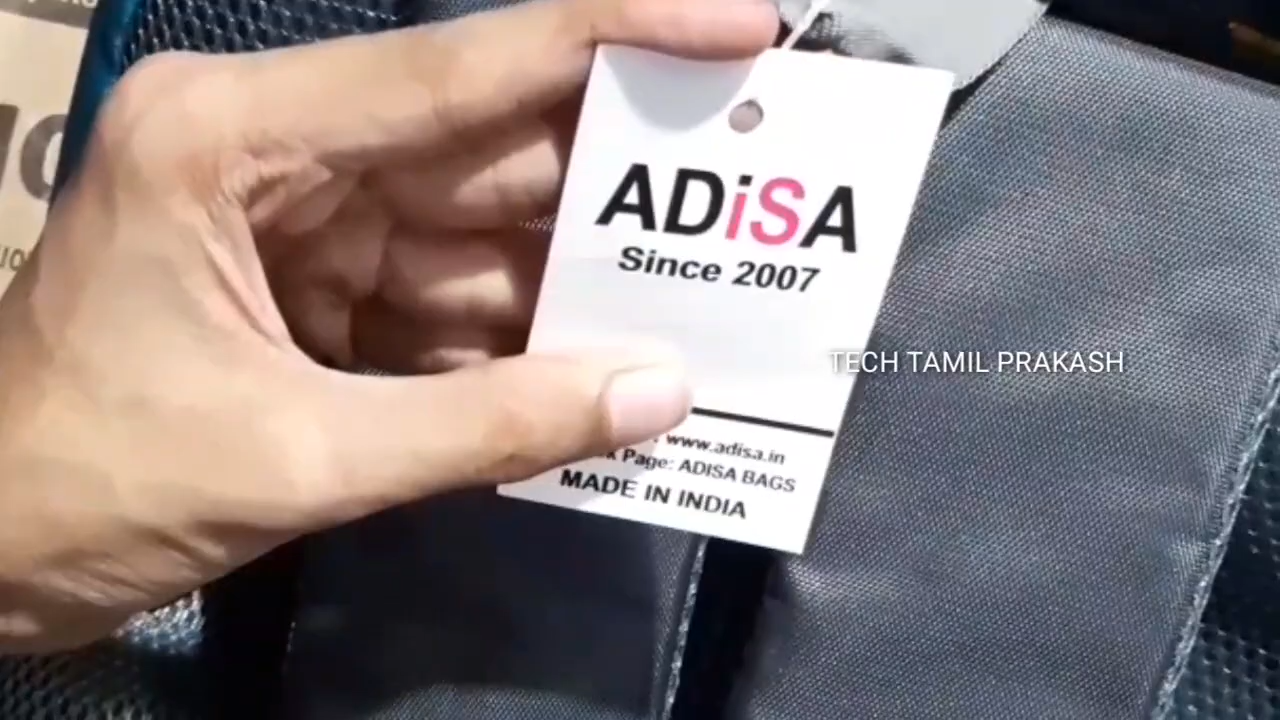 ADiSA
Since 2007
TECH TAMIL PRAKASH
www.adisa.in
Page: ADISA BAGS
MADE IN INDIA